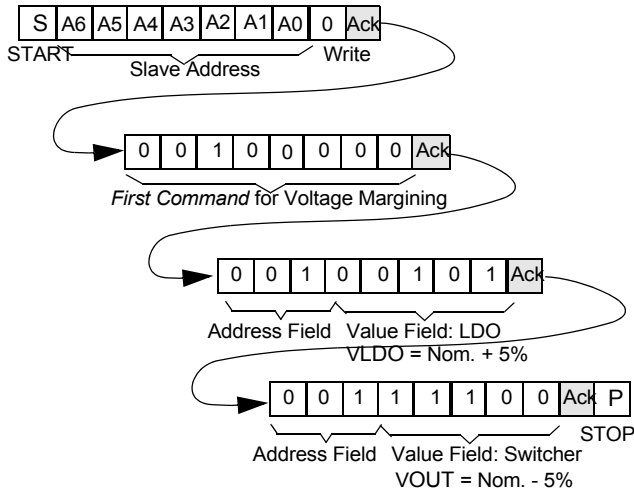 S A6 A5 A4 A3 A2 A1 A0 0 Ack
START Slave Address Write
0 0 1 0 0 0 0 0 Ack
First Command for Voltage Margining
0 0 1 0 0 1 0 1 Ack
Address Field Value Field: LDO
VLDO = Nom. + 5%
0 0 1 1 1 1 0 0 Ack P
STOP
Address Field Value Field: Switcher
VOUT = Nom. - 5%